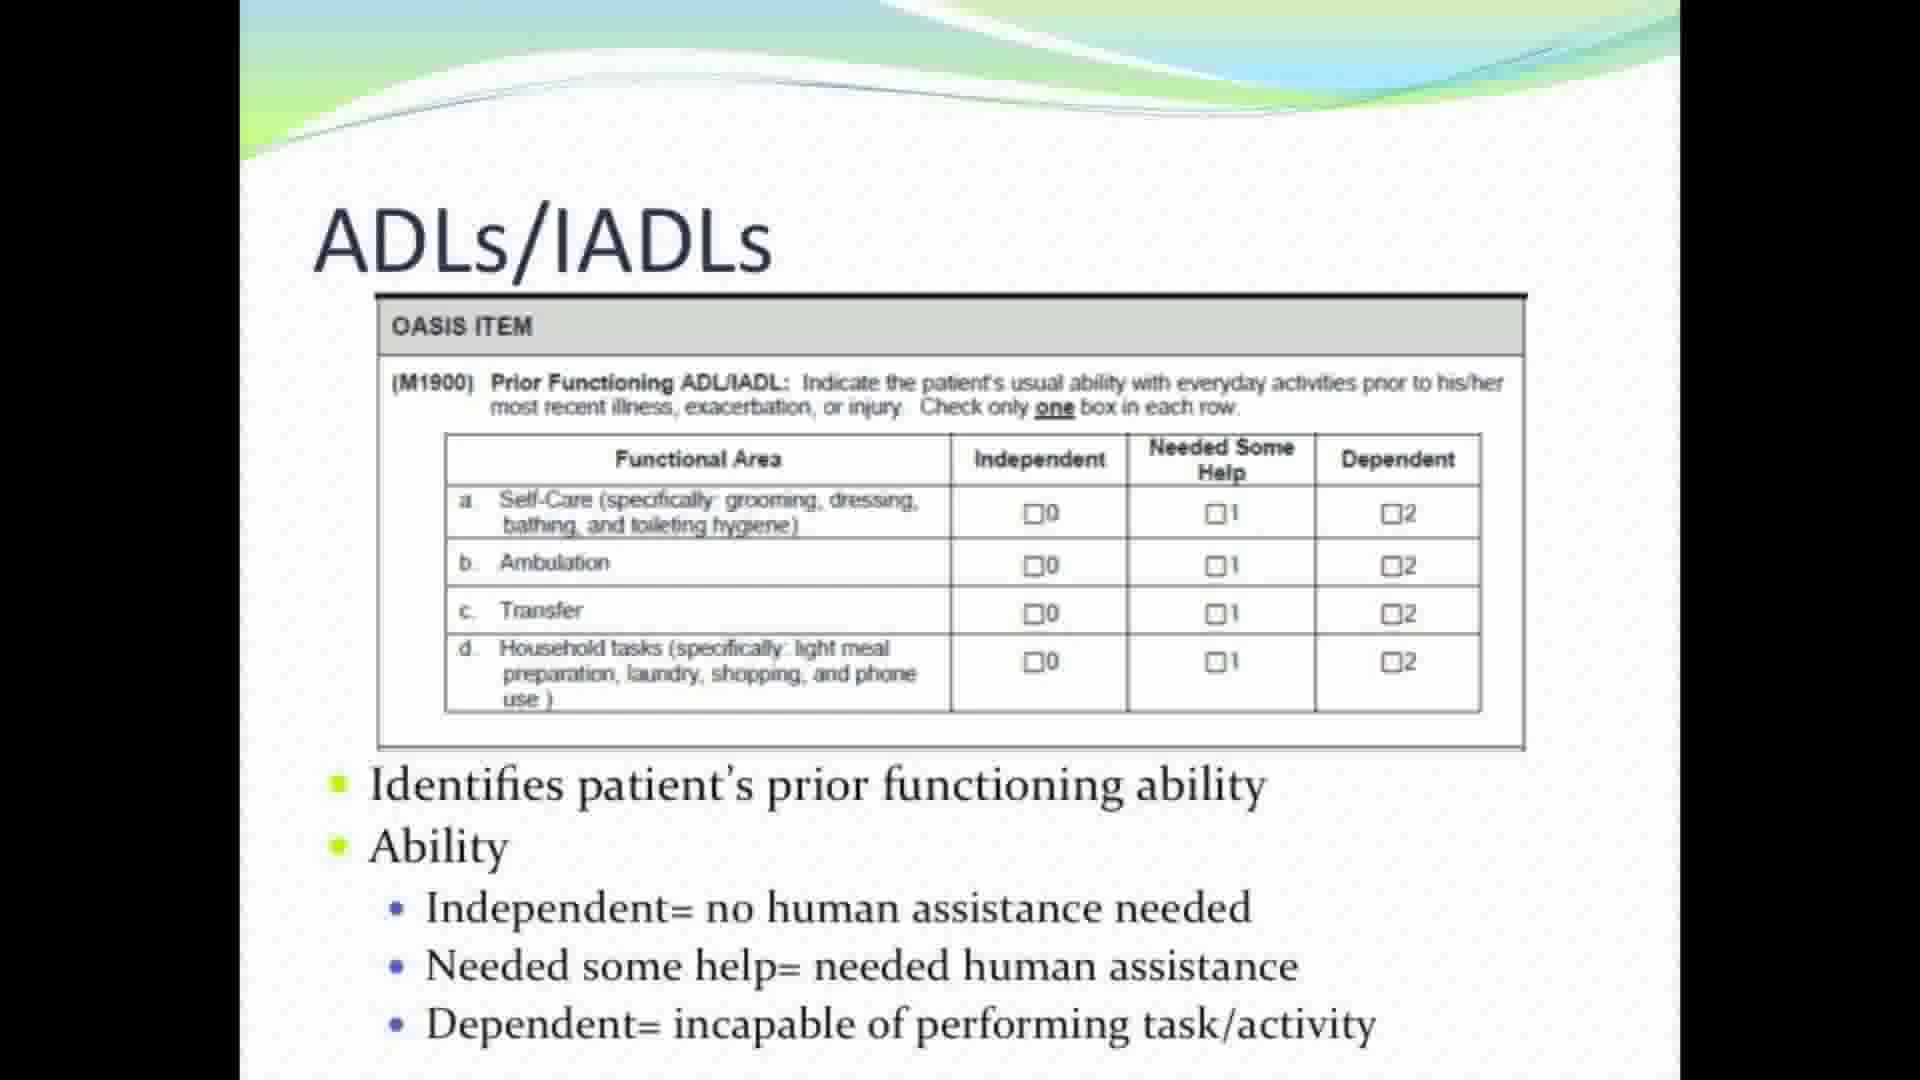 ADLs/IADLs
OASIS ITEM
(M1900) Prior Functioning ADL/IADL: Indicate the patient's usual ability with everyday activities prior to his/her
most recent illness, exacerbation, or injury. Check only one box in each row.
Functional Area Independent Needed Some Help Dependent
a. Self-Care (specifically: grooming, dressing,
bathing, and toileting hygiene) ☐0 ☐1 ☐2
b. Ambulation ☐0 ☐1 ☐2
c. Transfer ☐0 ☐1 ☐2
d. Household tasks (specifically: light meal
preparation, laundry, shopping, and phone
use ) ☐0 ☐1 ☐2
Identifies patient's prior functioning ability
Ability
Independent= no human assistance needed
Needed some help= needed human assistance
Dependent= incapable of performing task/activity